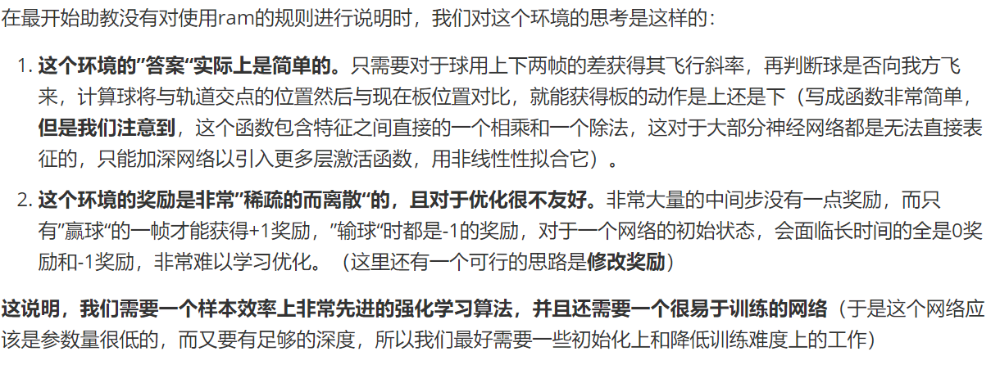 在最开始助教没有对使用ram的规则进行说明时，我们对这个环境的思考是这样的：
1. 这个环境的”答案“实际上是简单的。只需要对于球用上下两帧的差获得其飞行斜率，再判断球是否向我方飞
来，计算球将与轨道交点的位置然后与现在板位置对比，就能获得板的动作是上还是下（写成函数非常简单，
但是我们注意到，这个函数包含特征之间直接的一个相乘和一个除法，这对于大部分神经网络都是无法直接表
征的，只能加深网络以引入更多层激活函数，用非线性性拟合它）。
2. 这个环境的奖励是非常”稀疏的而离散“的，且对于优化很不友好。非常大量的中间步没有一点奖励，而只
有”赢球“的一帧才能获得+1奖励，”输球“时都是-1的奖励，对于一个网络的初始状态，会面临长时间的全是0奖
励和-1奖励，非常难以学习优化。（这里还有一个可行的思路是修改奖励）
这说明，我们需要一个样本效率上非常先进的强化学习算法，并且还需要一个很易于训练的网络（于是这个网络应
该是参数量很低的，而又要有足够的深度，所以我们最好需要一些初始化上和降低训练难度上的工作）